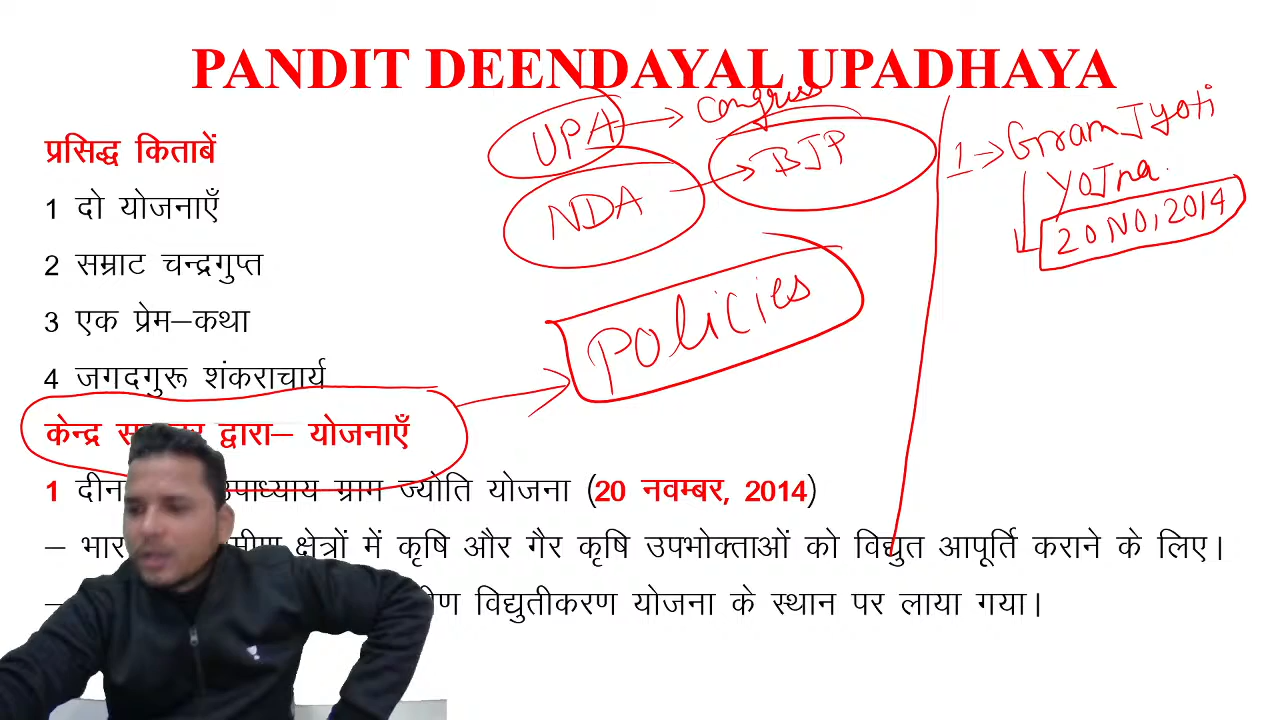 PANDIT DEENDAYAL UPADHAYA
प्रसिद्ध किताबें
1 दो योजनाएँ
2 सम्राट चन्द्रगुप्त
3 एक प्रेम–कथा
4 जगदगुरू शंकराचार्य
केन्द्र द्वारा– योजनाएँ
1 उपाध्याय ग्राम ज्योति योजना (20 नवम्बर, 2014)
– क्षेत्रों में कृषि और गैर कृषि उपभोक्ताओं को विद्युत आपूर्ति कराने के लिए।
– विद्युतीकरण योजना के स्थान पर लाया गया।
UPA → Congress
NDA → BJP
Policies
1 → Gram Jyoti
YoJna.
20 NO, 2014